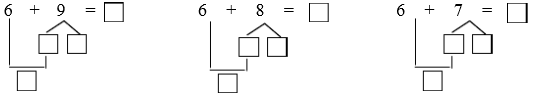 6 + 9 = □ 6 + 8 = □ 6 + 7 = □